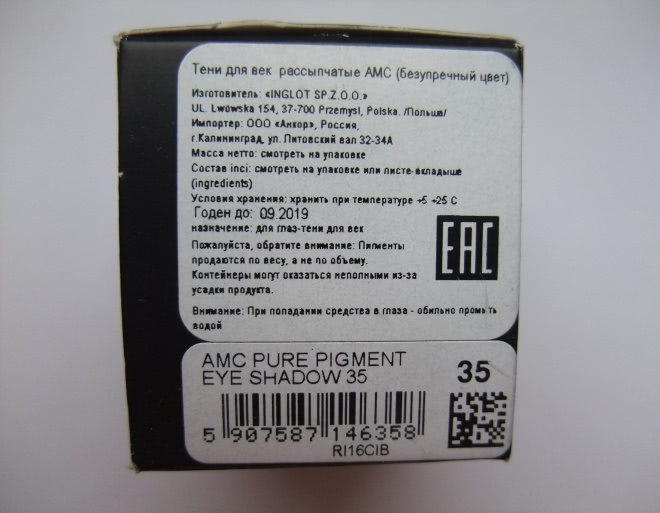 Тени для век рассыпчатые AMC (безупречный цвет)
Изготовитель: «INGLOT SP.Z.O.O.»
UL. Lwowska 154, 37-700 Przemysl, Polska. /Польша/
Импортер: ООО «Анкор», Россия,
г.Калининград, ул. Литовский вал 32-34А
Масса нетто: смотреть на упаковке
Состав inci: смотреть на упаковке или листе-вкладыше
(ingredients)
Условия хранения: хранить при температуре +5 +25 С
Годен до: 09.2019
назначение: для глаз-тени для век
Пожалуйста, обратите внимание: Пигменты
продаются по весу, а не по объему.
Контейнеры могут оказаться неполными из-за
усадки продукта.
EAC
Внимание: При попадании средства в глаза - обильно промыть
водой
AMC PURE PIGMENT
EYE SHADOW 35
35
5 907587 146358
RI16CIB